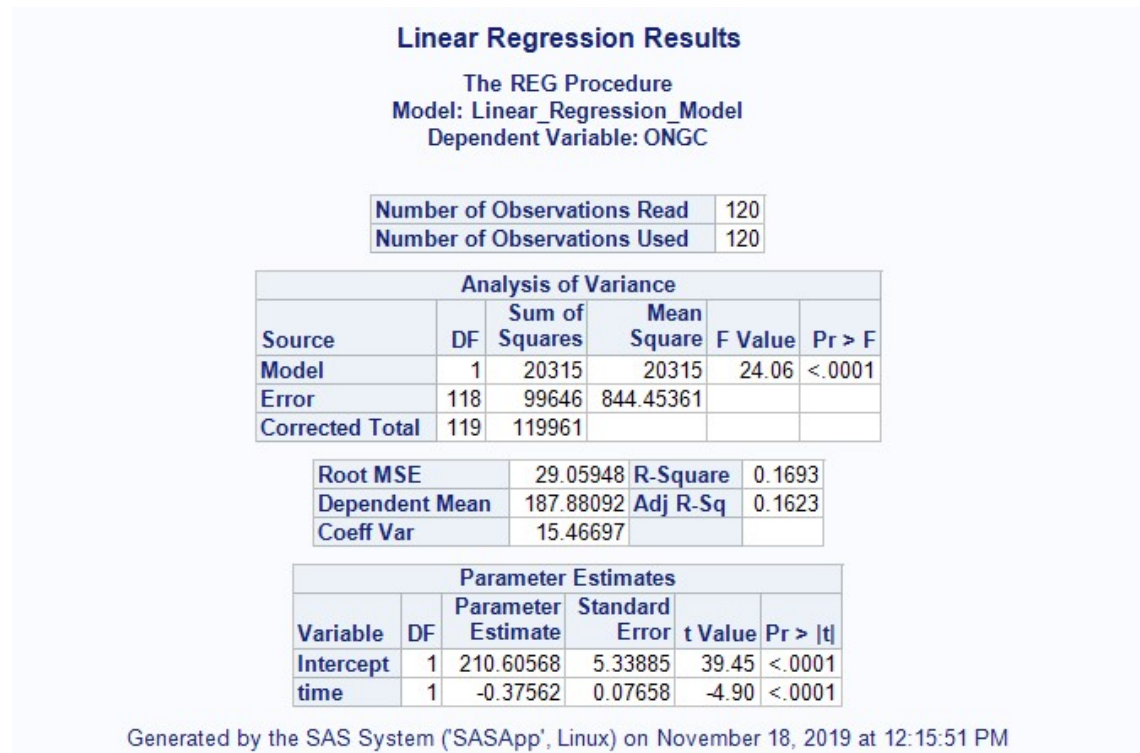 Linear Regression Results
The REG Procedure
Model: Linear_Regression_Model
Dependent Variable: ONGC
Number of Observations Read 120
Number of Observations Used 120
Analysis of Variance
Source DF Sum of Squares Mean Square F Value Pr > F
Model 1 20315 20315 24.06 <.0001
Error 118 99646 844.45361
Corrected Total 119 119961
Root MSE 29.05948 R-Square 0.1693
Dependent Mean 187.88092 Adj R-Sq 0.1623
Coeff Var 15.46697
Parameter Estimates
Variable DF Parameter Estimate Standard Error t Value Pr > |t|
Intercept 1 210.60568 5.33885 39.45 <.0001
time 1 -0.37562 0.07658 -4.90 <.0001
Generated by the SAS System ('SASApp', Linux) on November 18, 2019 at 12:15:51 PM